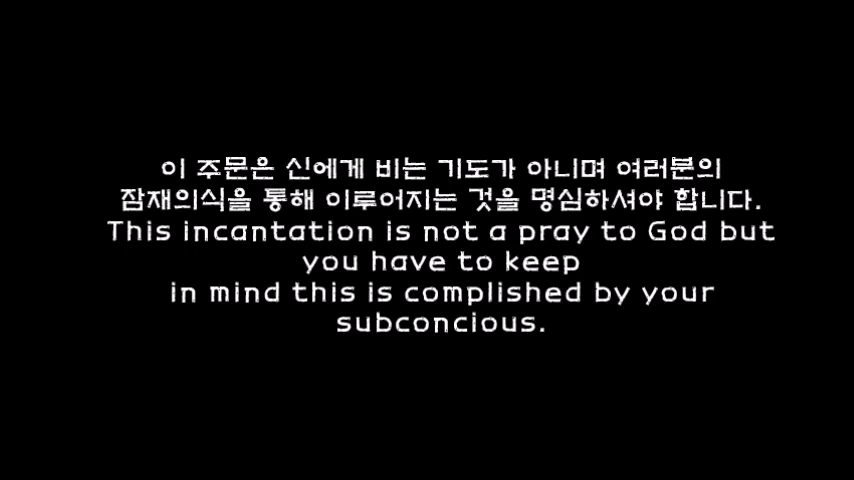 이 주문은 신에게 비는 기도가 아니며 여러분의
잠재의식을 통해 이루어지는 것을 명심하셔야 합니다.
This incantation is not a pray to God but
you have to keep
in mind this is complished by your
subconcious.